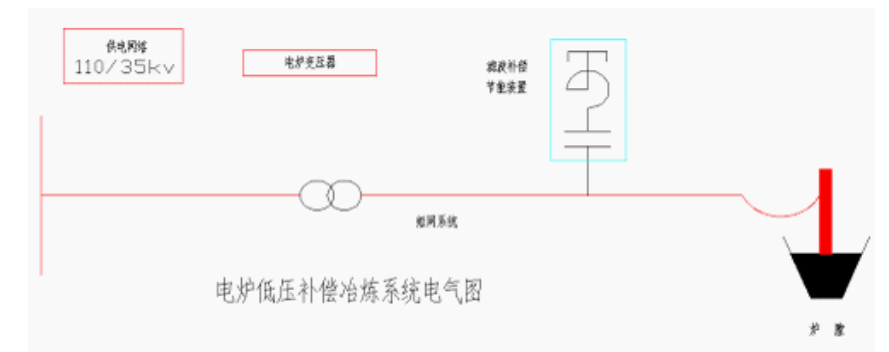 供电网络
110/35kv
电炉变压器
滤波补偿
节能装置
短网系统
电炉低压补偿冶炼系统电气图
炉